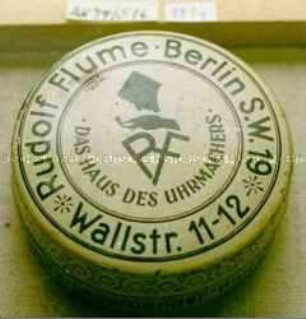 Rudolf Flume · Berlin S.W.19
* Wallstr. 11-12 *
RF
· DAS HAUS DES UHRMACHERS ·